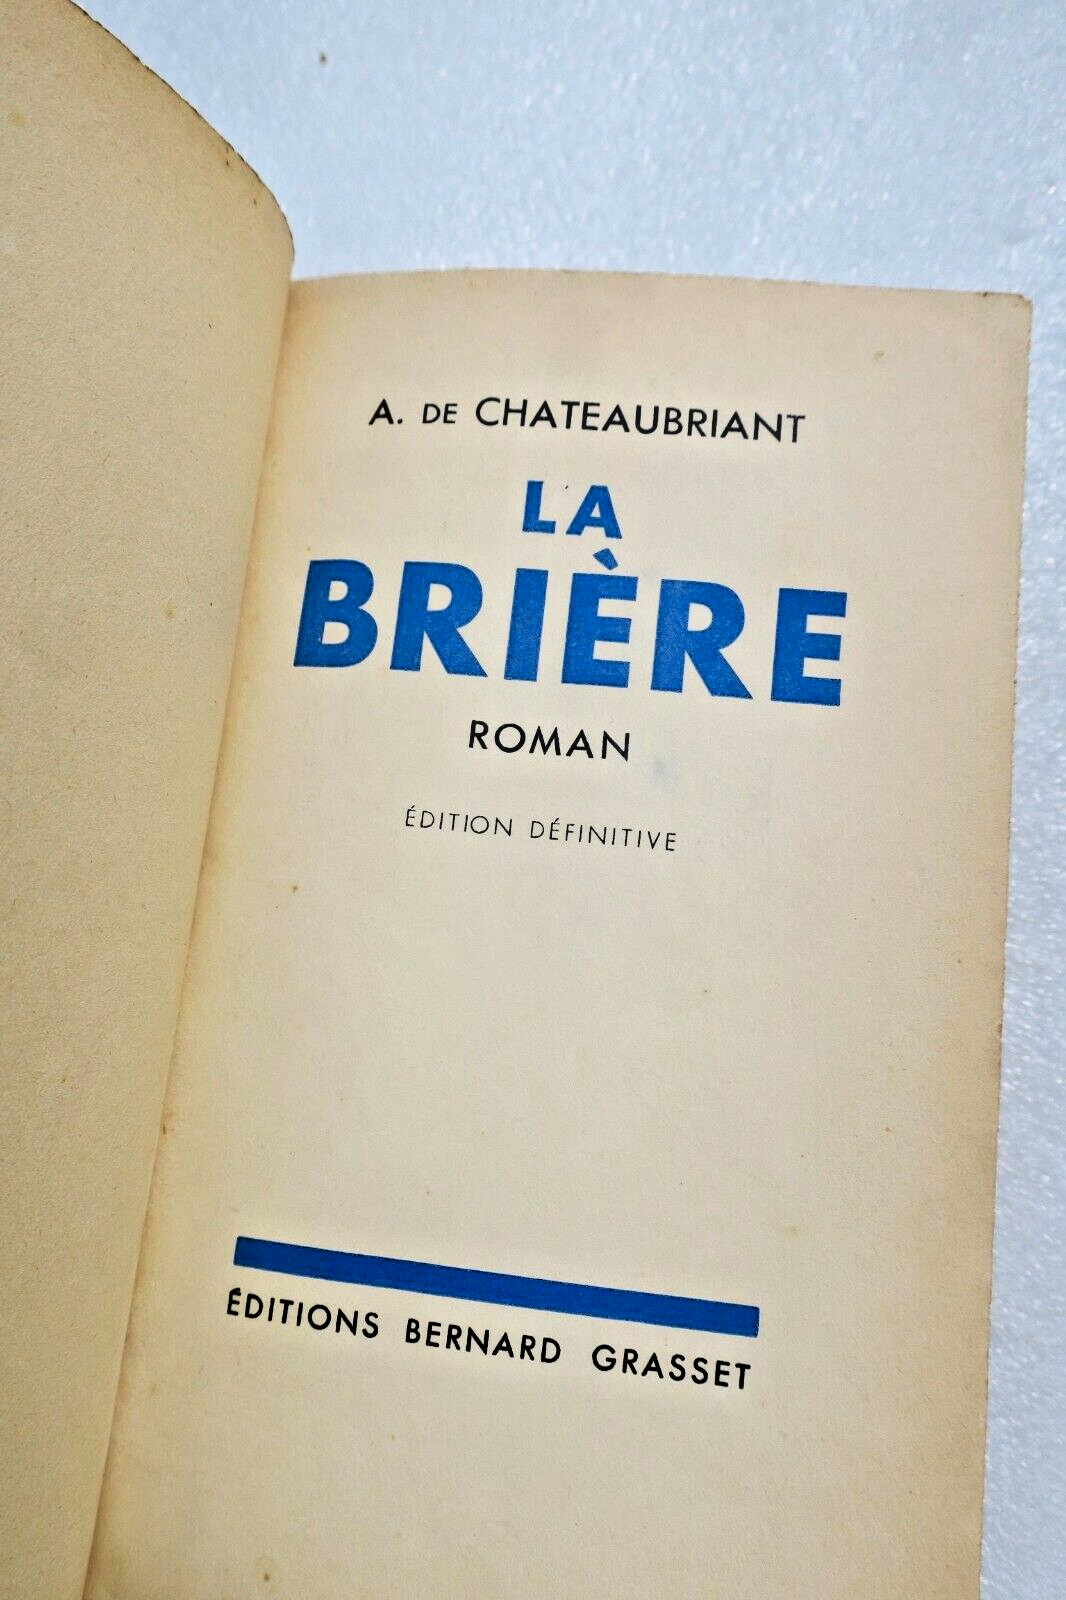 A. DE CHATEAUBRIANT
LA
BRIÈRE
ROMAN
ÉDITION DÉFINITIVE
ÉDITIONS BERNARD GRASSET